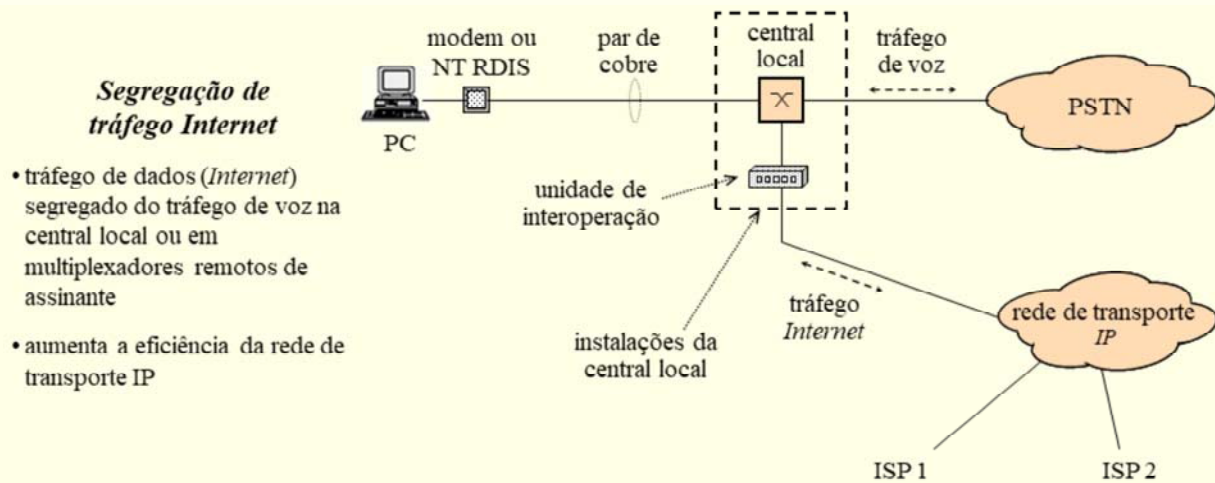 Segregação de
tráfego Internet
• tráfego de dados (Internet)
segregado do tráfego de voz na
central local ou em
multiplexadores remotos de
assinante
• aumenta a eficiência da rede de
transporte IP
modem ou
NT RDIS
PC
par de
cobre
central
local
tráfego
de voz
PSTN
unidade de
interoperação
tráfego
Internet
instalações da
central local
rede de transporte
IP
ISP 1
ISP 2